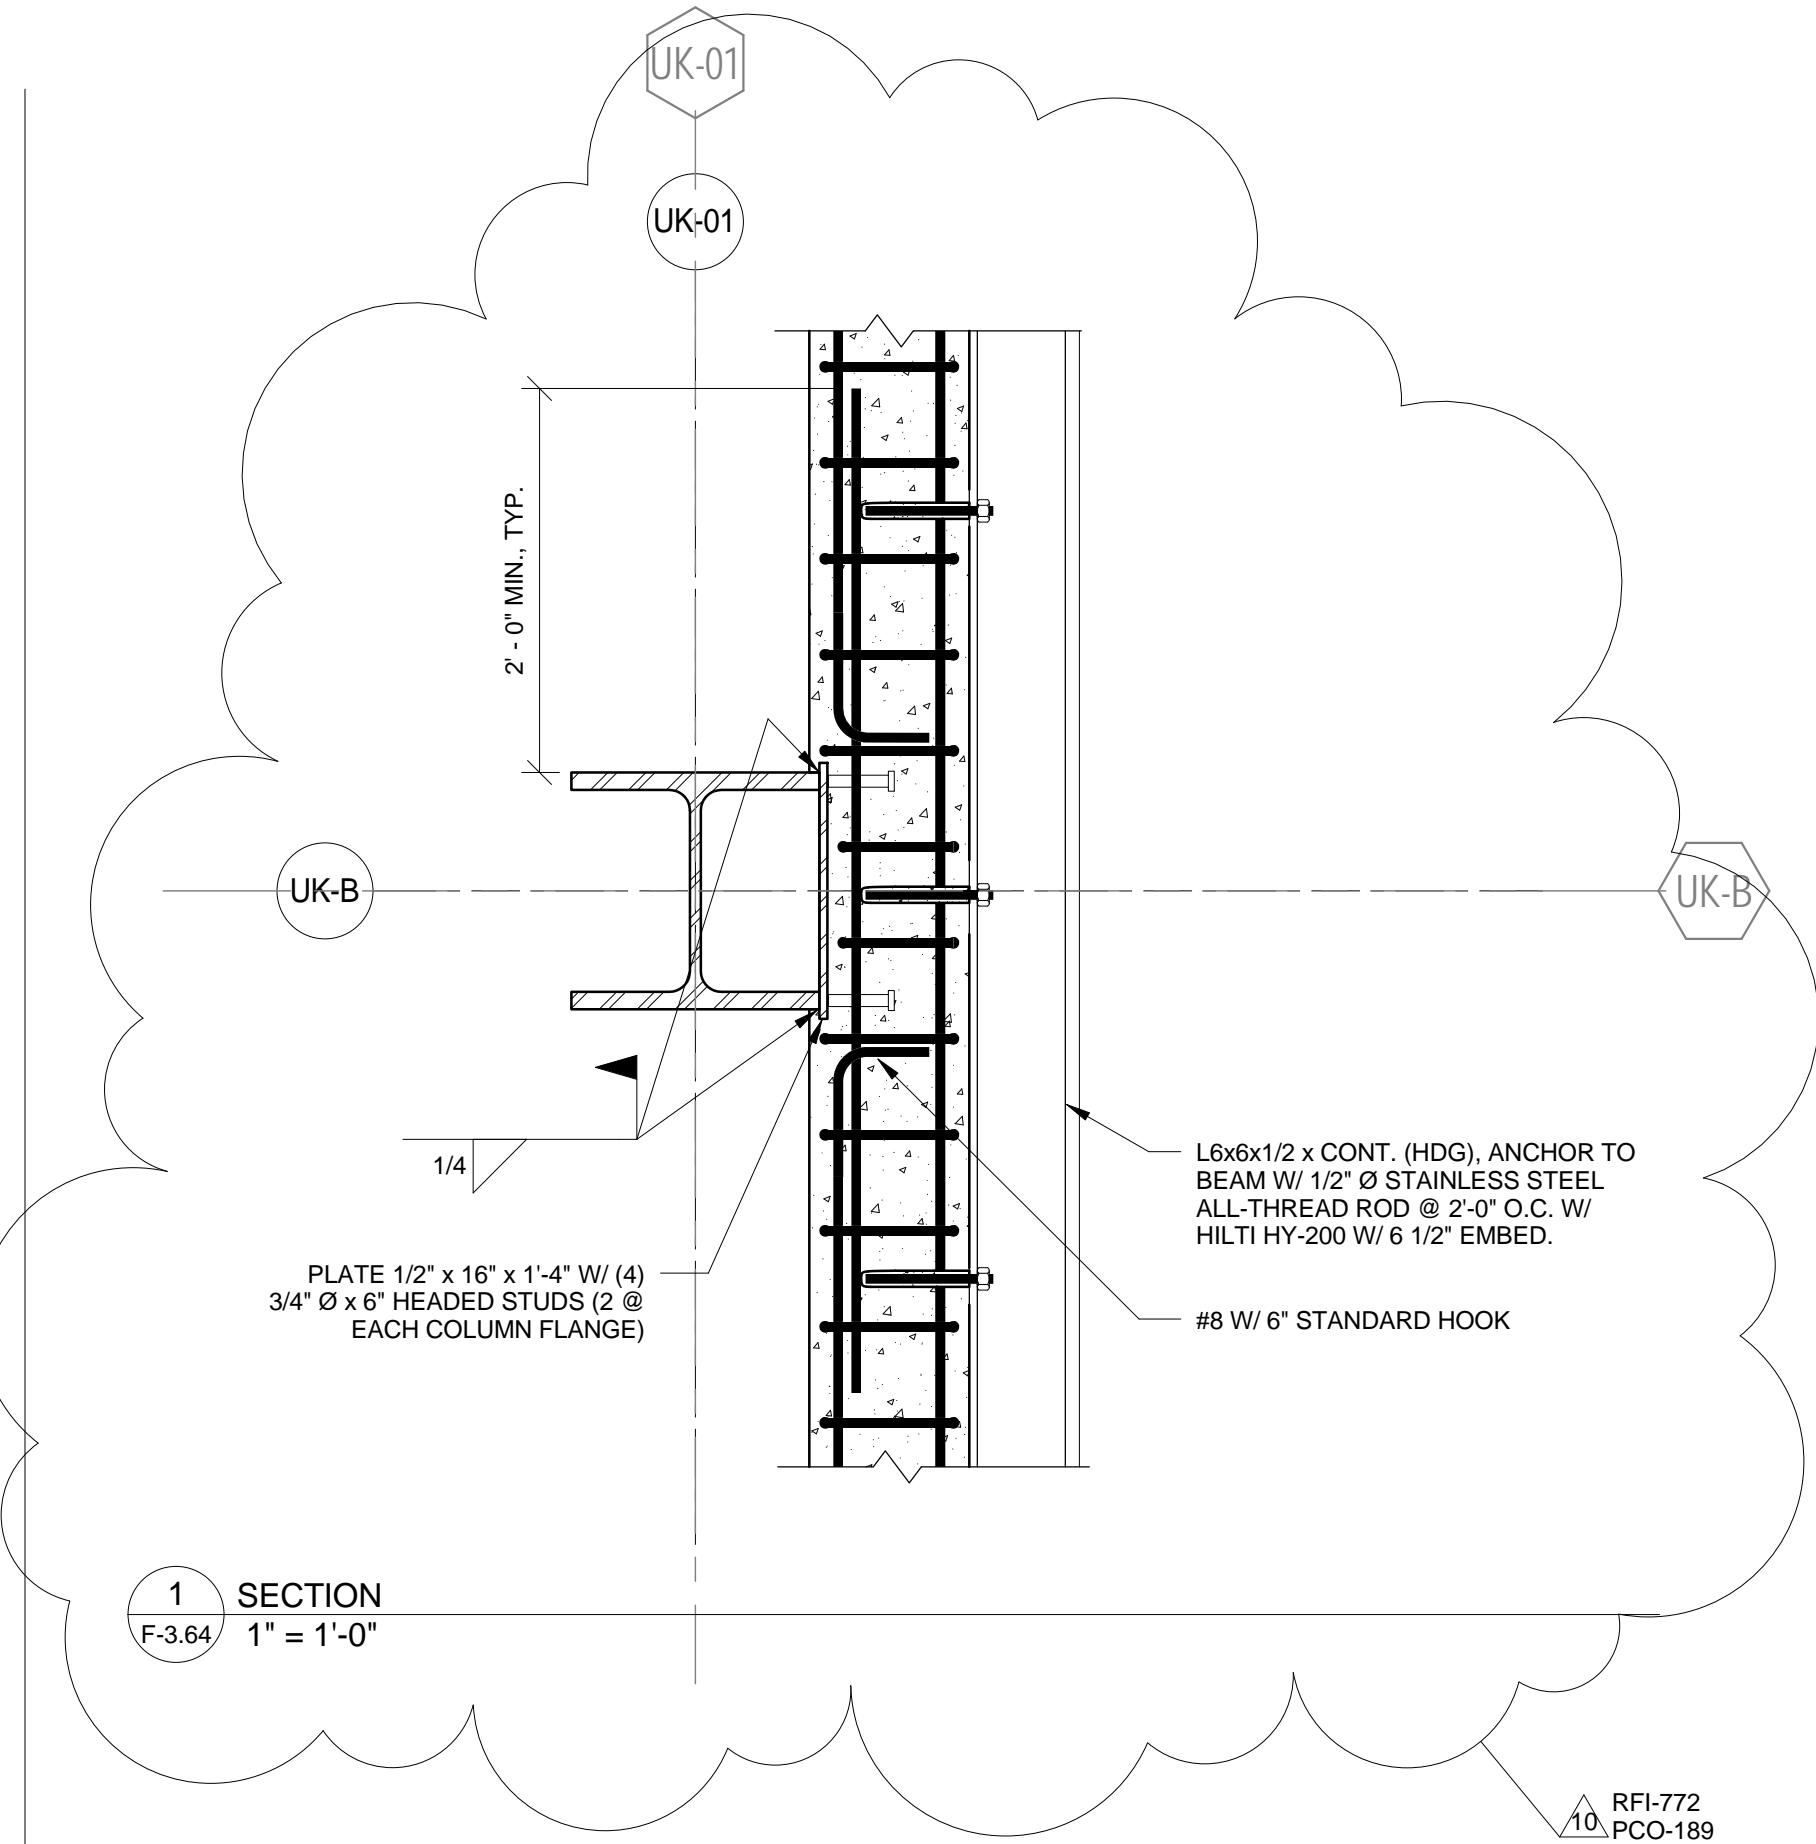 UK-01
UK-01
2' - 0" MIN., TYP.
UK-B
UK-B
1/4
L6x6x1/2 x CONT. (HDG), ANCHOR TO
BEAM W/ 1/2" Ø STAINLESS STEEL
ALL-THREAD ROD @ 2'-0" O.C. W/
HILTI HY-200 W/ 6 1/2" EMBED.
PLATE 1/2" x 16" x 1'-4" W/ (4)
3/4" Ø x 6" HEADED STUDS (2 @
EACH COLUMN FLANGE)
#8 W/ 6" STANDARD HOOK
1
SECTION
F-3.64
1" = 1'-0"
10
RFI-772
PCO-189